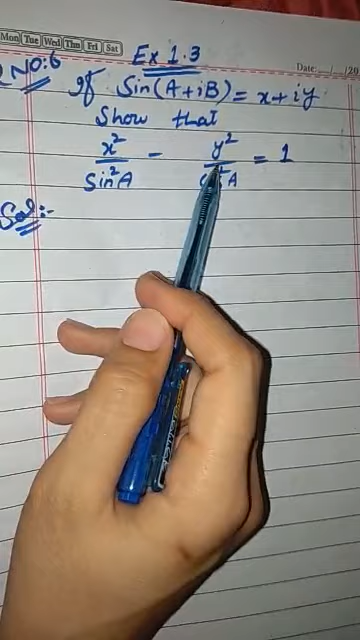 Mon Tue Wed Thu Fri Sat
Date: / /20
Ex 1.3
Q NO:6 If Sin(A+iB) = x+iy
Show that
x²/Sin²A - y²/ A = 1
Sol:-